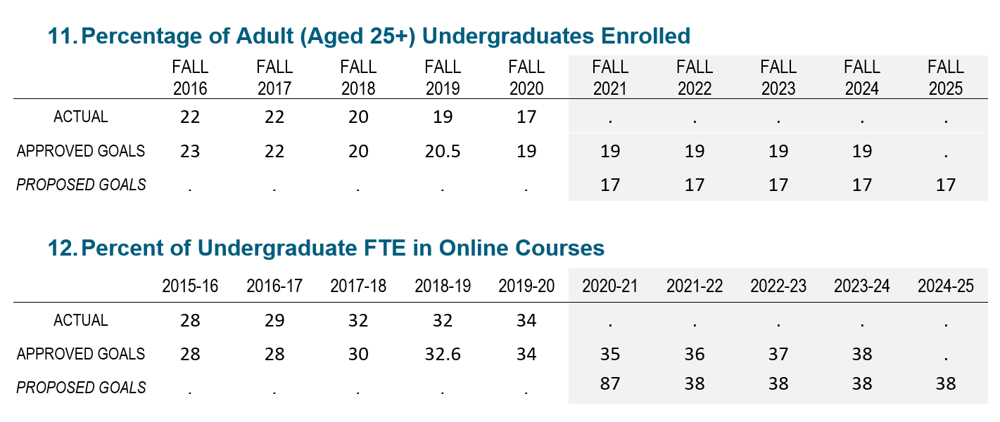 11. Percentage of Adult (Aged 25+) Undergraduates Enrolled
FALL FALL FALL FALL FALL FALL FALL FALL FALL FALL
2016 2017 2018 2019 2020 2021 2022 2023 2024 2025
ACTUAL 22 22 20 19 17 . . . . .
APPROVED GOALS 23 22 20 20.5 19 19 19 19 19 .
PROPOSED GOALS . . . . . 17 17 17 17 17
12. Percent of Undergraduate FTE in Online Courses
2015-16 2016-17 2017-18 2018-19 2019-20 2020-21 2021-22 2022-23 2023-24 2024-25
ACTUAL 28 29 32 32 34 . . . . .
APPROVED GOALS 28 28 30 32.6 34 35 36 37 38 .
PROPOSED GOALS . . . . . 87 38 38 38 38